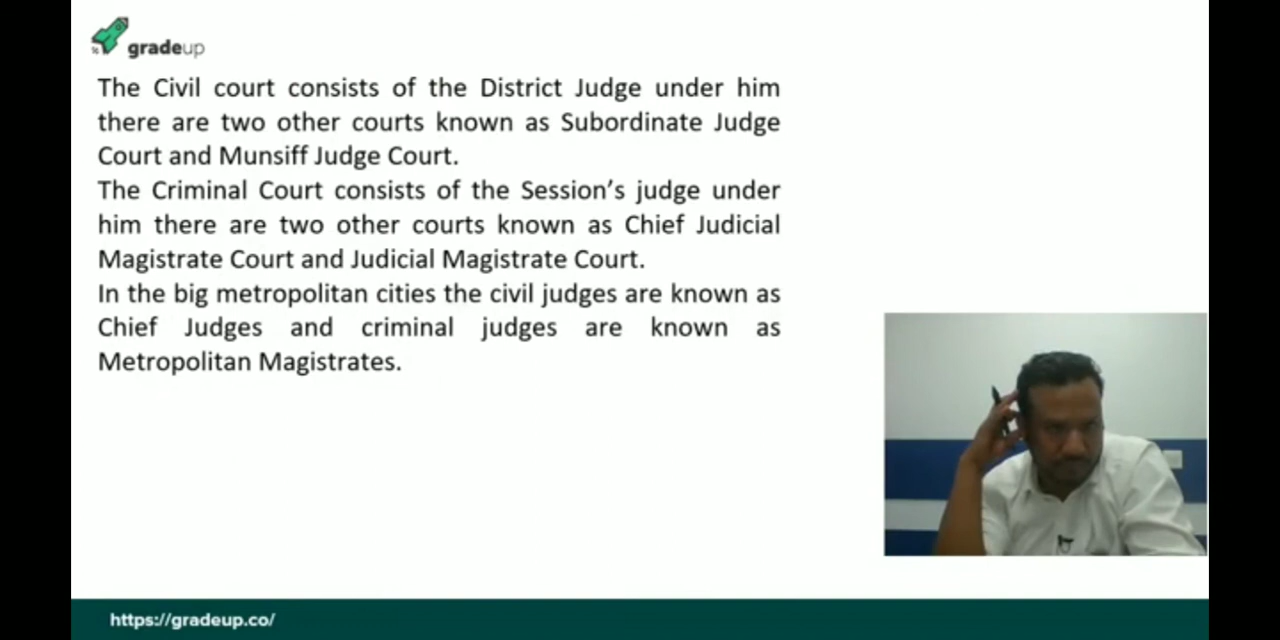 gradeup
The Civil court consists of the District Judge under him
there are two other courts known as Subordinate Judge
Court and Munsiff Judge Court.
The Criminal Court consists of the Session’s judge under
him there are two other courts known as Chief Judicial
Magistrate Court and Judicial Magistrate Court.
In the big metropolitan cities the civil judges are known as
Chief Judges and criminal judges are known as
Metropolitan Magistrates.
https://gradeup.co/